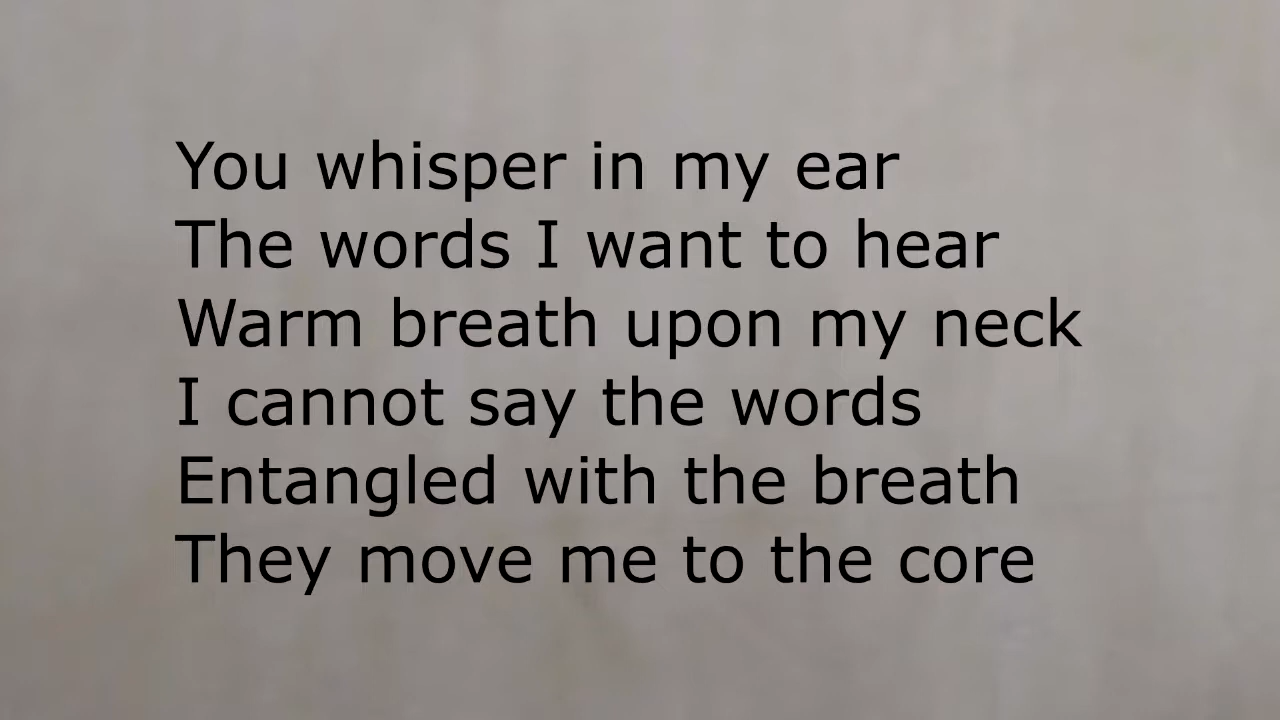 You whisper in my ear
The words I want to hear
Warm breath upon my neck
I cannot say the words
Entangled with the breath
They move me to the core